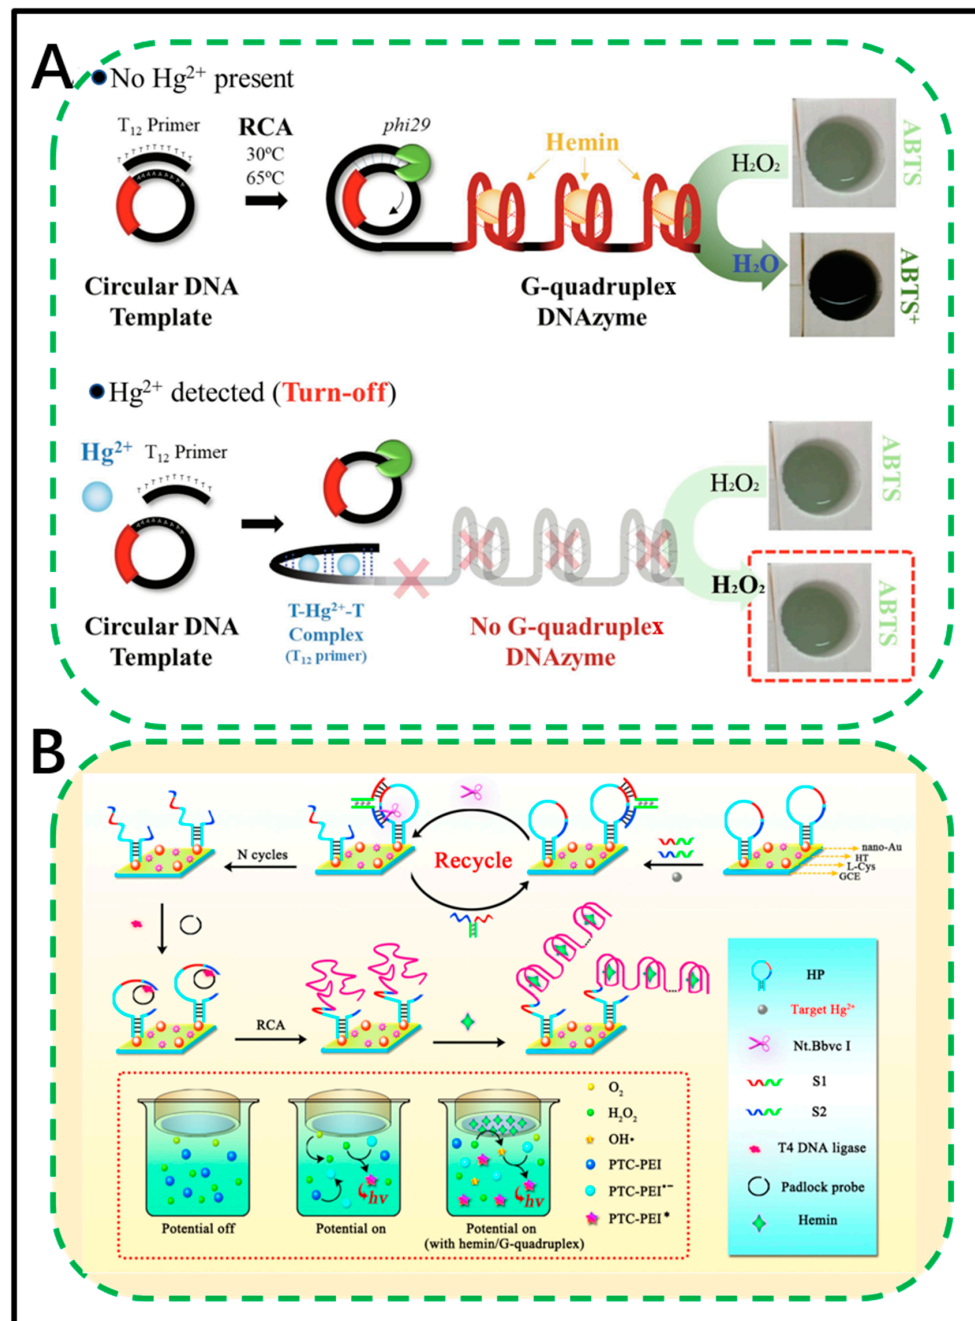 A
No Hg²⁺ present
T₁₂ Primer
RCA
30ºC
65ºC
phi29
Hemin
H₂O₂
ABTS
H₂O
ABTS⁺
Circular DNA
Template
G-quadruplex
DNAzyme
Hg²⁺ detected (Turn-off)
Hg²⁺
T₁₂ Primer
H₂O₂
ABTS
H₂O₂
ABTS
T-Hg²⁺-T
Complex
(T₁₂ primer)
Circular DNA
Template
No G-quadruplex
DNAzyme
B
N cycles
Recycle
nano-Au
HT
L-Cys
GCE
RCA
HP
Target Hg²⁺
Nt.Bbvc I
S1
S2
T4 DNA ligase
Padlock probe
Hemin
O₂
H₂O₂
OH•
PTC-PEI
PTC-PEI•−
PTC-PEI*
hv
hv
Potential off
Potential on
Potential on
(with hemin/G-quadruplex)